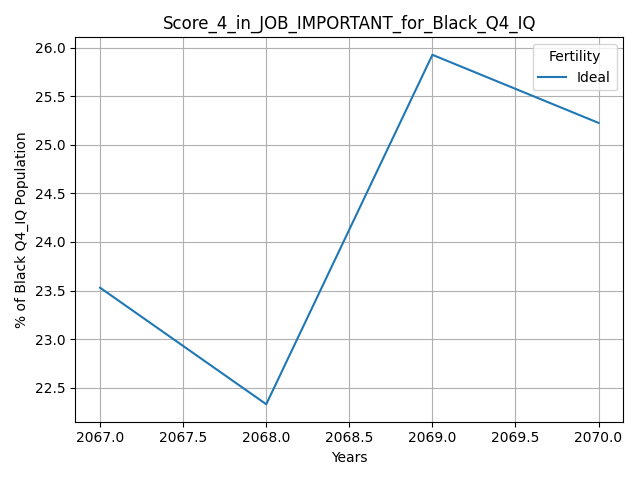 Score_4_in_JOB_IMPORTANT_for_Black_Q4_IQ
Fertility
Ideal
% of Black Q4_IQ Population
26.0
25.5
25.0
24.5
24.0
23.5
23.0
22.5
2067.0 2067.5 2068.0 2068.5 2069.0 2069.5 2070.0
Years